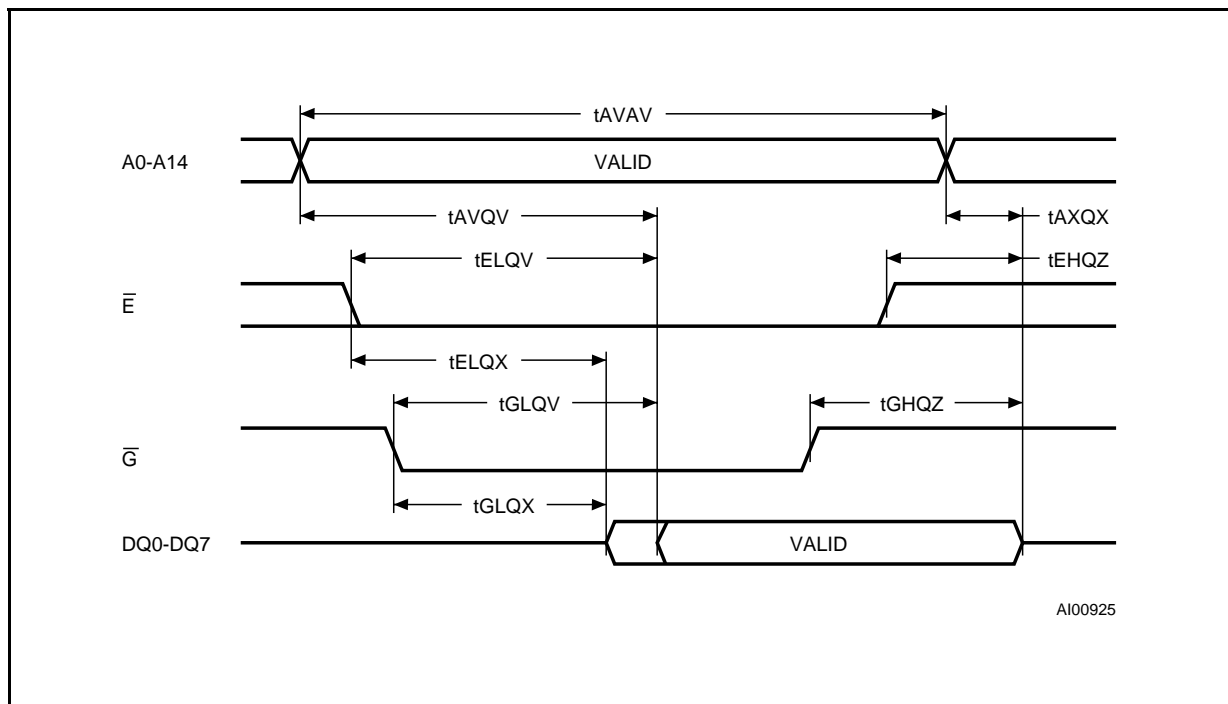 tAVAV
A0-A14 VALID
tAVQV tAXQX
tELQV tEHQZ
E̅
tELQX
tGLQV tGHQZ
G̅
tGLQX
DQ0-DQ7 VALID
AI00925